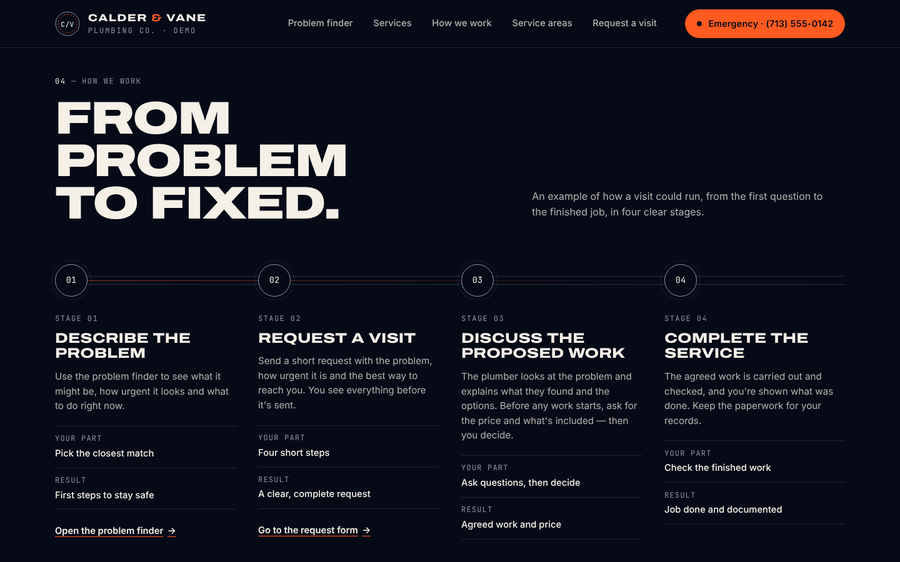 C/V
CALDER & VANE
PLUMBING CO. · DEMO
Problem finder
Services
How we work
Service areas
Request a visit
Emergency · (713) 555-0142
04 — HOW WE WORK
FROM
PROBLEM
TO FIXED.
An example of how a visit could run, from the first question to
the finished job, in four clear stages.
01
02
03
04
STAGE 01
DESCRIBE THE
PROBLEM
Use the problem finder to see what it
might be, how urgent it looks and what
to do right now.
YOUR PART
Pick the closest match
RESULT
First steps to stay safe
Open the problem finder →
STAGE 02
REQUEST A VISIT
Send a short request with the problem,
how urgent it is and the best way to
reach you. You see everything before
it's sent.
YOUR PART
Four short steps
RESULT
A clear, complete request
Go to the request form →
STAGE 03
DISCUSS THE
PROPOSED WORK
The plumber looks at the problem and
explains what they found and the
options. Before any work starts, ask for
the price and what's included — then
you decide.
YOUR PART
Ask questions, then decide
RESULT
Agreed work and price
STAGE 04
COMPLETE THE
SERVICE
The agreed work is carried out and
checked, and you're shown what was
done. Keep the paperwork for your
records.
YOUR PART
Check the finished work
RESULT
Job done and documented